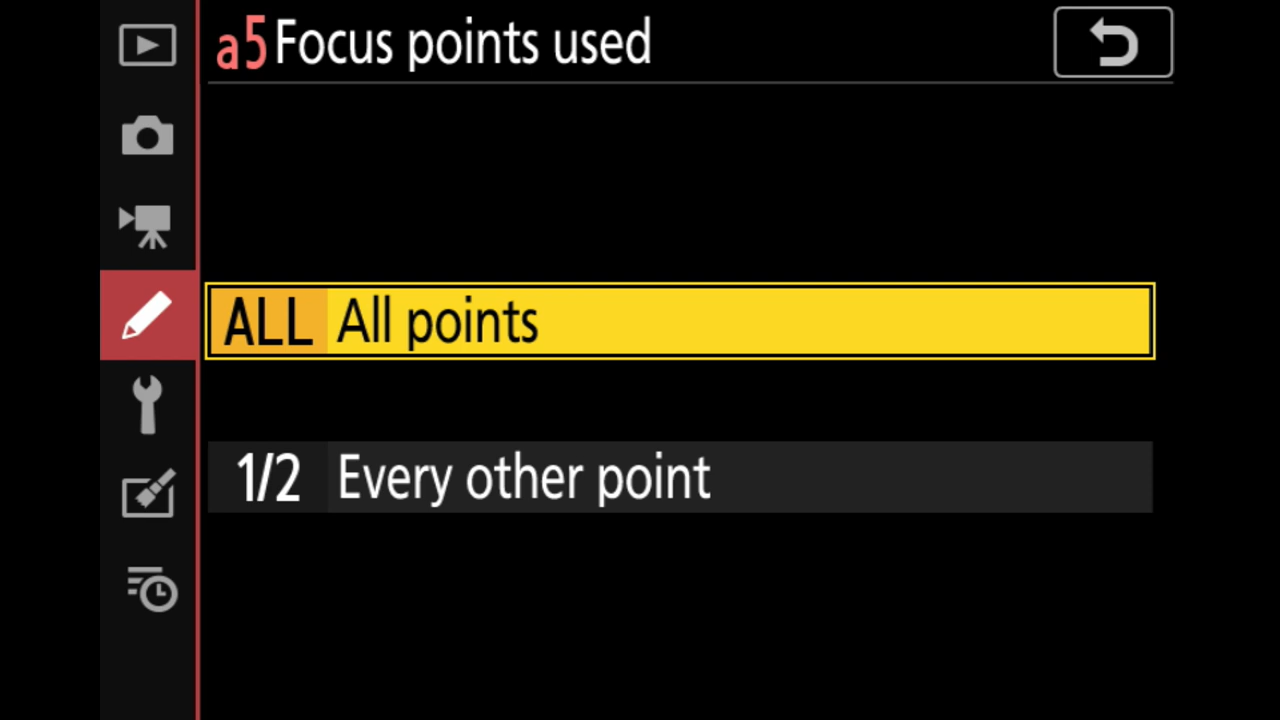 a5 Focus points used
ALL All points
1/2 Every other point